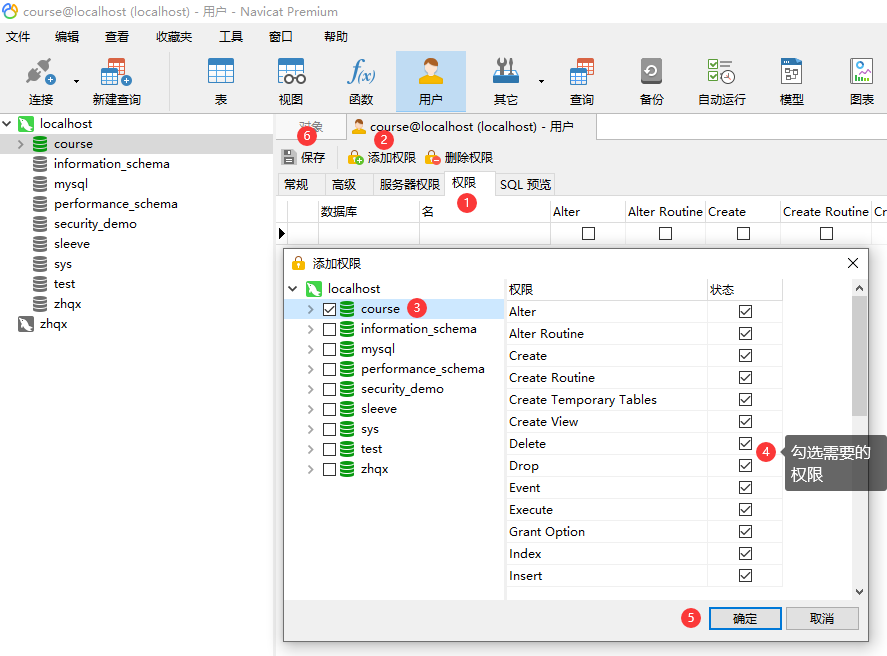 course@localhost (localhost) - 用户 - Navicat Premium
文件 编辑 查看 收藏夹 工具 窗口 帮助
连接 新建查询 表 视图 函数 用户 其它 查询 备份 自动运行 模型 图表
f(x)
localhost
course
information_schema
mysql
performance_schema
security_demo
sleeve
sys
test
zhqx
zhqx
对象 course@localhost (localhost) - 用户
6 2
保存 添加权限 删除权限
常规 高级 服务器权限 权限 SQL 预览
1
数据库 名 Alter Alter Routine Create Create Routine Cr
添加权限
localhost
course 3
information_schema
mysql
performance_schema
security_demo
sleeve
sys
test
zhqx
权限 状态
Alter
Alter Routine
Create
Create Routine
Create Temporary Tables
Create View
Delete
Drop
Event
Execute
Grant Option
Index
Insert
4 勾选需要的
权限
5 确定 取消